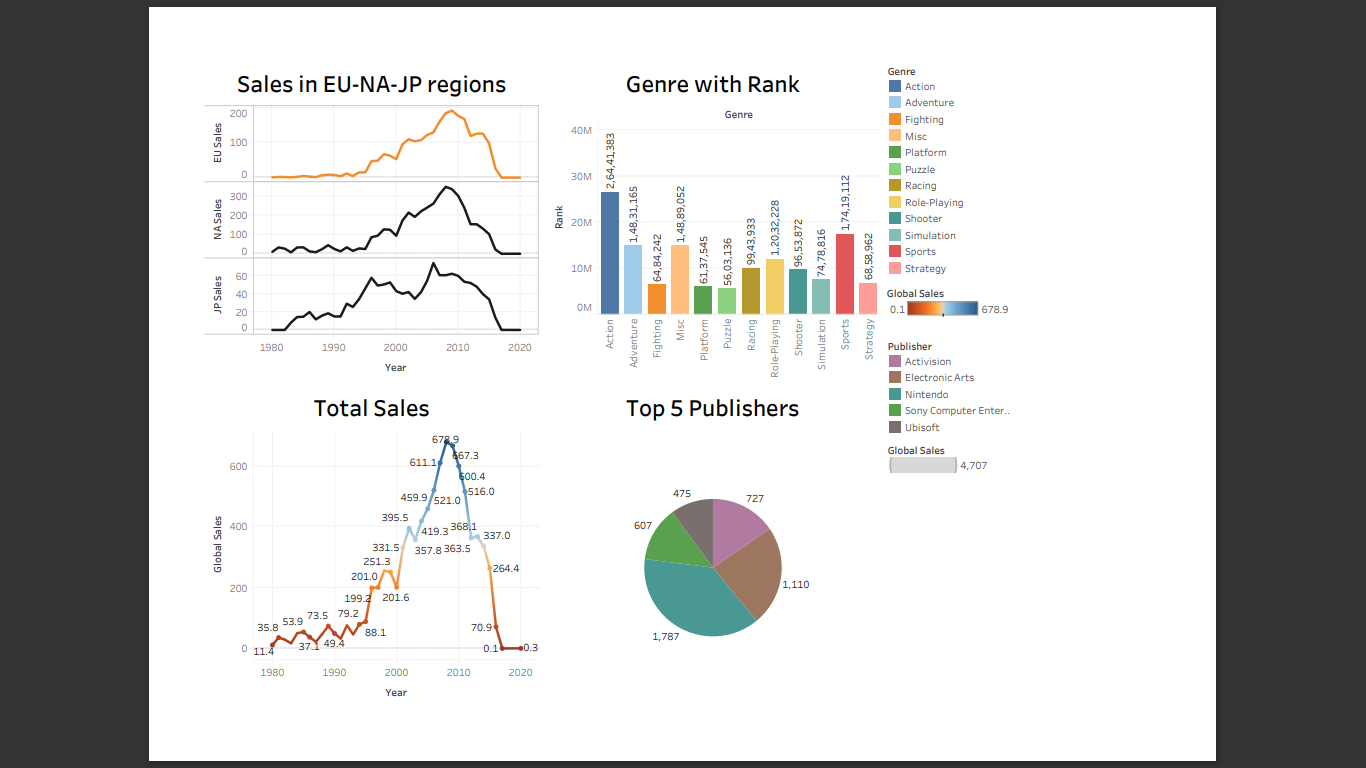 Sales in EU-NA-JP regions
EU Sales
200
100
0
NA Sales
300
200
100
0
JP Sales
60
40
20
0
1980 1990 2000 2010 2020
Year
Genre with Rank
Genre
Rank
40M
30M
20M
10M
0M
2,64,41,383
1,48,31,165
64,84,242
1,48,89,052
61,37,545
56,03,136
99,43,933
1,20,32,228
96,53,872
74,78,816
1,74,19,112
68,58,962
Action
Adventure
Fighting
Misc
Platform
Puzzle
Racing
Role-Playing
Shooter
Simulation
Sports
Strategy
Genre
Action
Adventure
Fighting
Misc
Platform
Puzzle
Racing
Role-Playing
Shooter
Simulation
Sports
Strategy
Global Sales
0.1 678.9
Publisher
Activision
Electronic Arts
Nintendo
Sony Computer Enter..
Ubisoft
Global Sales
4,707
Total Sales
Global Sales
600
400
200
0
678.9
667.3
611.1
600.4
516.0
459.9
521.0
395.5
419.3
368.1
337.0
331.5
357.8
363.5
251.3
264.4
201.0
199.2
201.6
79.2
73.5
53.9
35.8
88.1
70.9
49.4
37.1
11.4
0.1
0.3
1980 1990 2000 2010 2020
Year
Top 5 Publishers
475
727
607
1,110
1,787